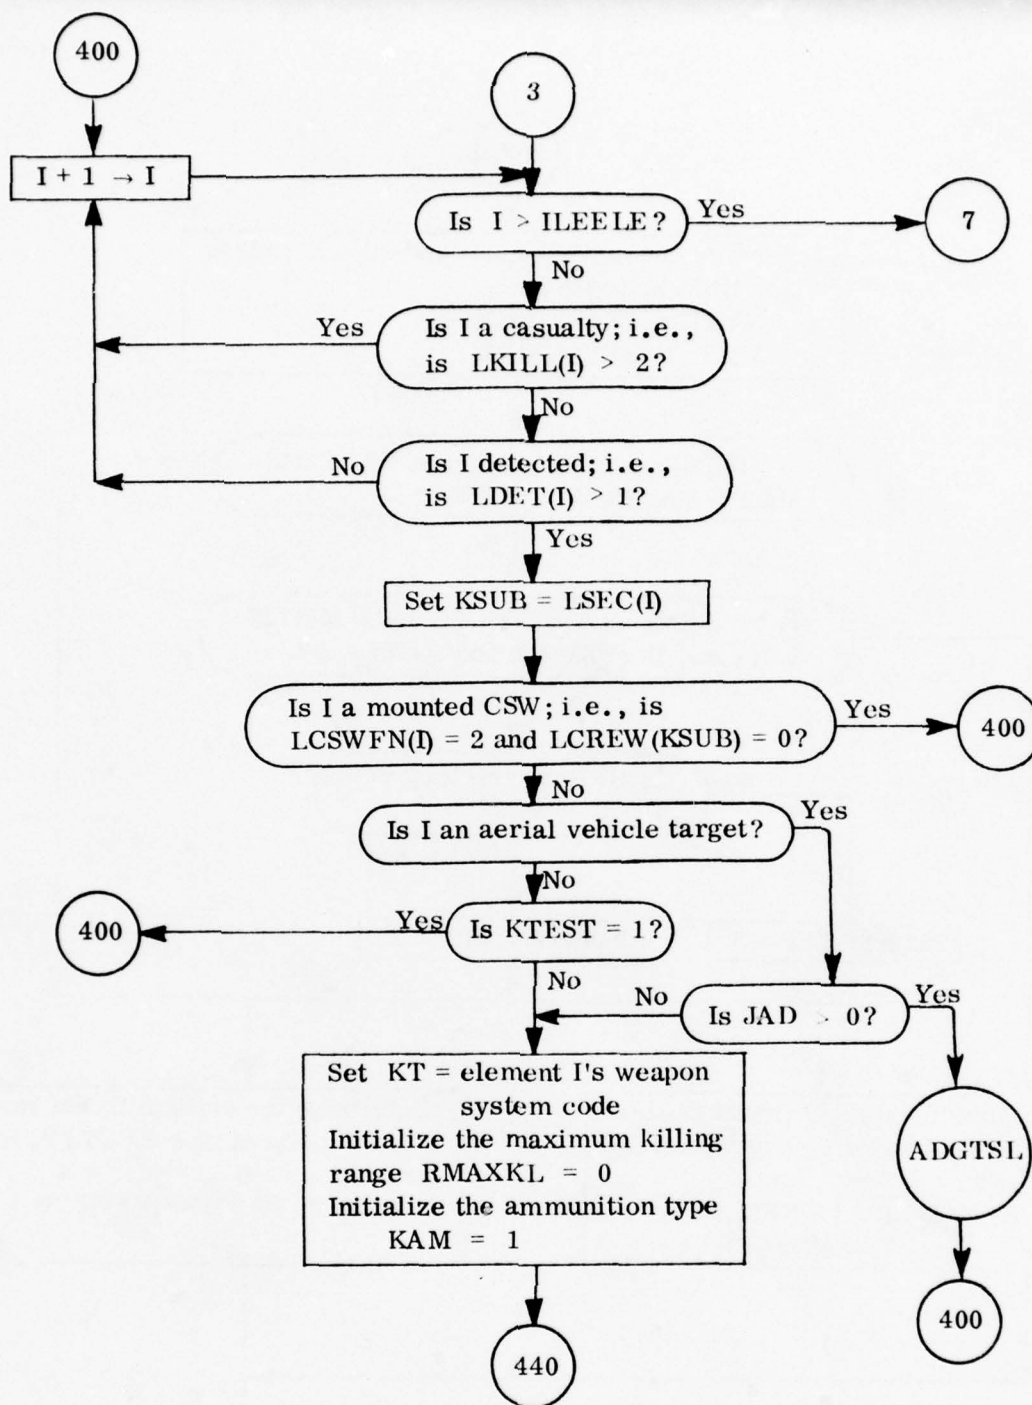 400
3
I + 1 → I
Is I > ILEELE?
Yes
7
No
Yes
Is I a casualty; i.e.,
is LKILL(I) > 2?
No
No
Is I detected; i.e.,
is LDET(I) > 1?
Yes
Set KSUB = LSEC(I)
Is I a mounted CSW; i.e., is
LCSWFN(I) = 2 and LCREW(KSUB) = 0?
Yes
400
No
Is I an aerial vehicle target?
Yes
No
400
Yes
Is KTEST = 1?
No
No
Is JAD > 0?
Yes
Set KT = element I's weapon
system code
Initialize the maximum killing
range RMAXKL = 0
Initialize the ammunition type
KAM = 1
ADGTSL
400
440